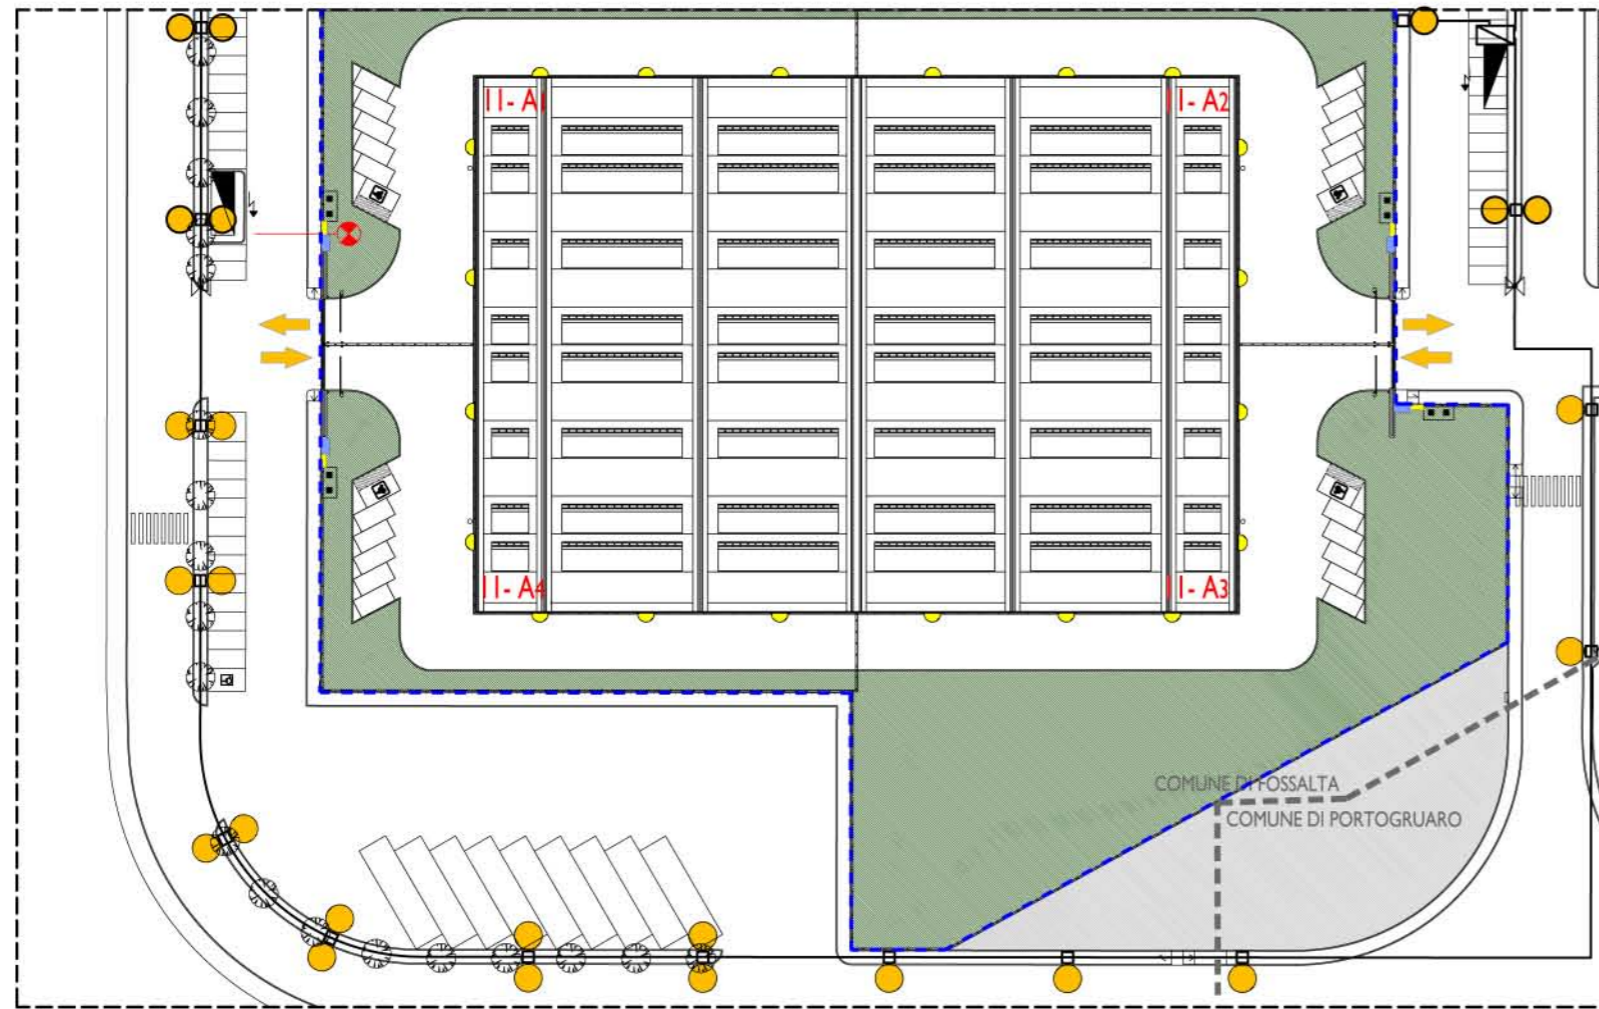 11- A1
11- A2
11- A4
11- A3
COMUNE DI FOSSALTA
COMUNE DI PORTOGRUARO